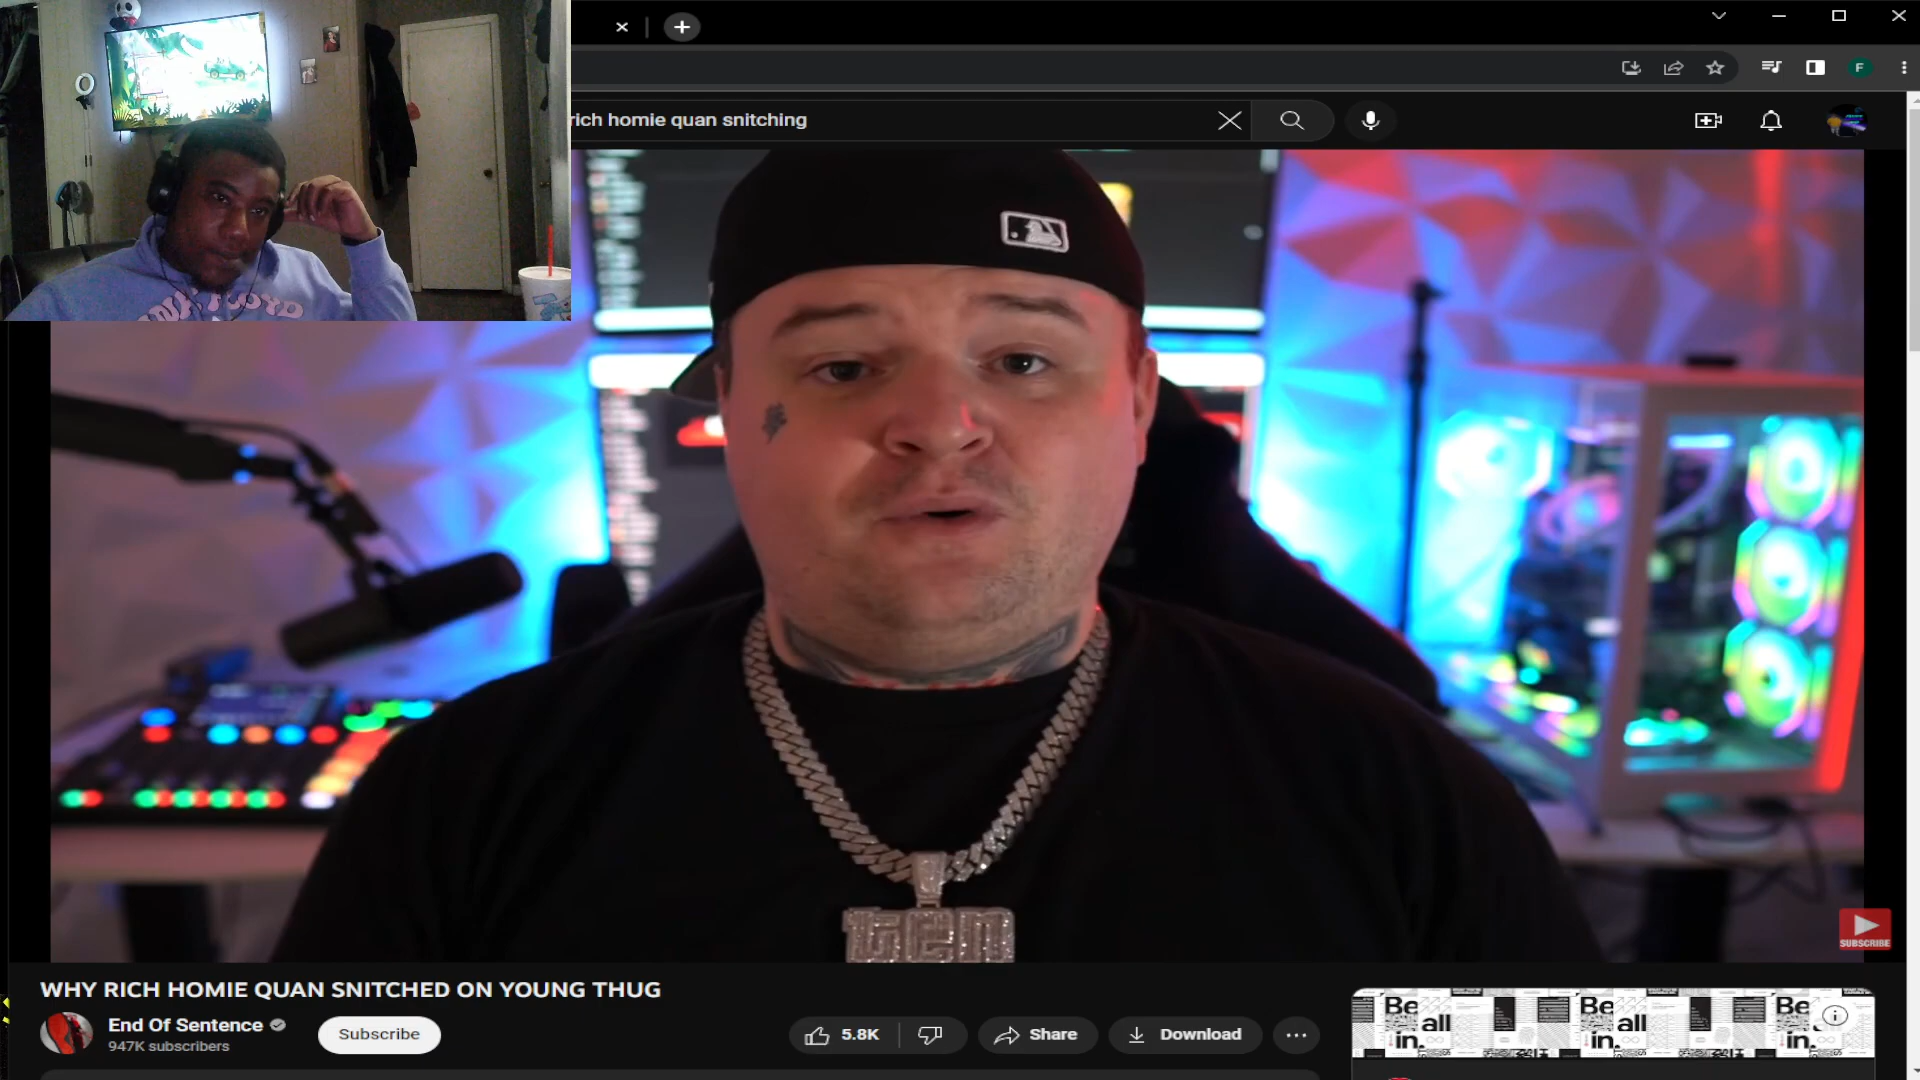 F
rich homie quan snitching
WHY RICH HOMIE QUAN SNITCHED ON YOUNG THUG
End Of Sentence
947K subscribers
Subscribe
5.8K
Share
Download
SUBSCRIBE
Be all in.
Be all in.
Be all in.